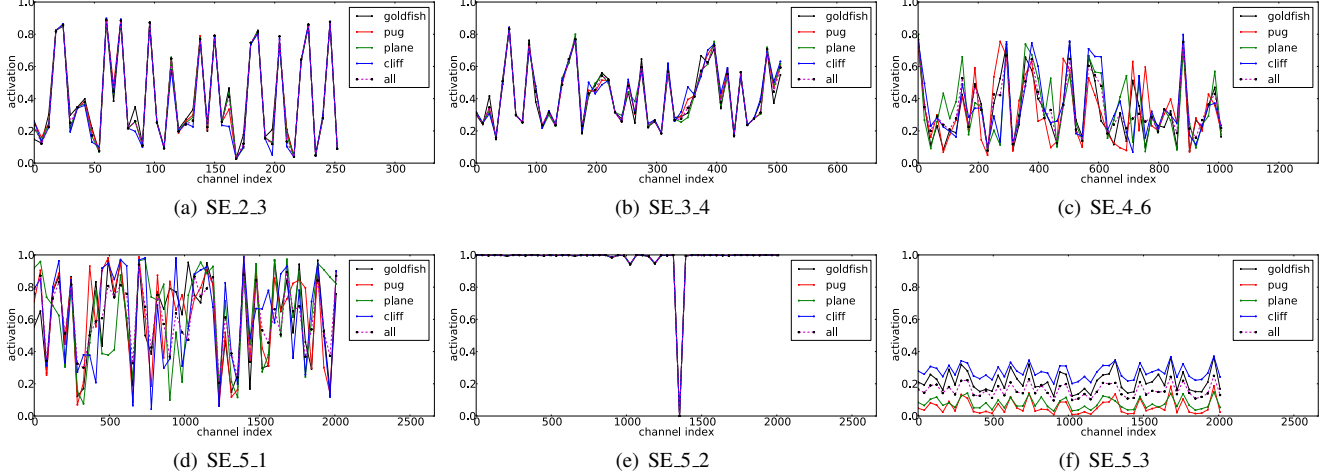 1.0
0.8
0.6
0.4
0.2
0.0
activation
0 50 100 150 200 250 300
channel index
goldfish
pug
plane
cliff
all
(a) SE_2_3
1.0
0.8
0.6
0.4
0.2
0.0
activation
0 100 200 300 400 500 600
channel index
goldfish
pug
plane
cliff
all
(b) SE_3_4
0.8
0.6
0.4
0.2
0.0
activation
0 200 400 600 800 1000 1200
channel index
goldfish
pug
plane
cliff
all
(c) SE_4_6
1.0
0.8
0.6
0.4
0.2
0.0
activation
0 500 1000 1500 2000 2500
channel index
goldfish
pug
plane
cliff
all
(d) SE_5_1
1.0
0.8
0.6
0.4
0.2
0.0
activation
0 500 1000 1500 2000 2500
channel index
goldfish
pug
plane
cliff
all
(e) SE_5_2
1.0
0.8
0.6
0.4
0.2
0.0
activation
0 500 1000 1500 2000 2500
channel index
goldfish
pug
plane
cliff
all
(f) SE_5_3